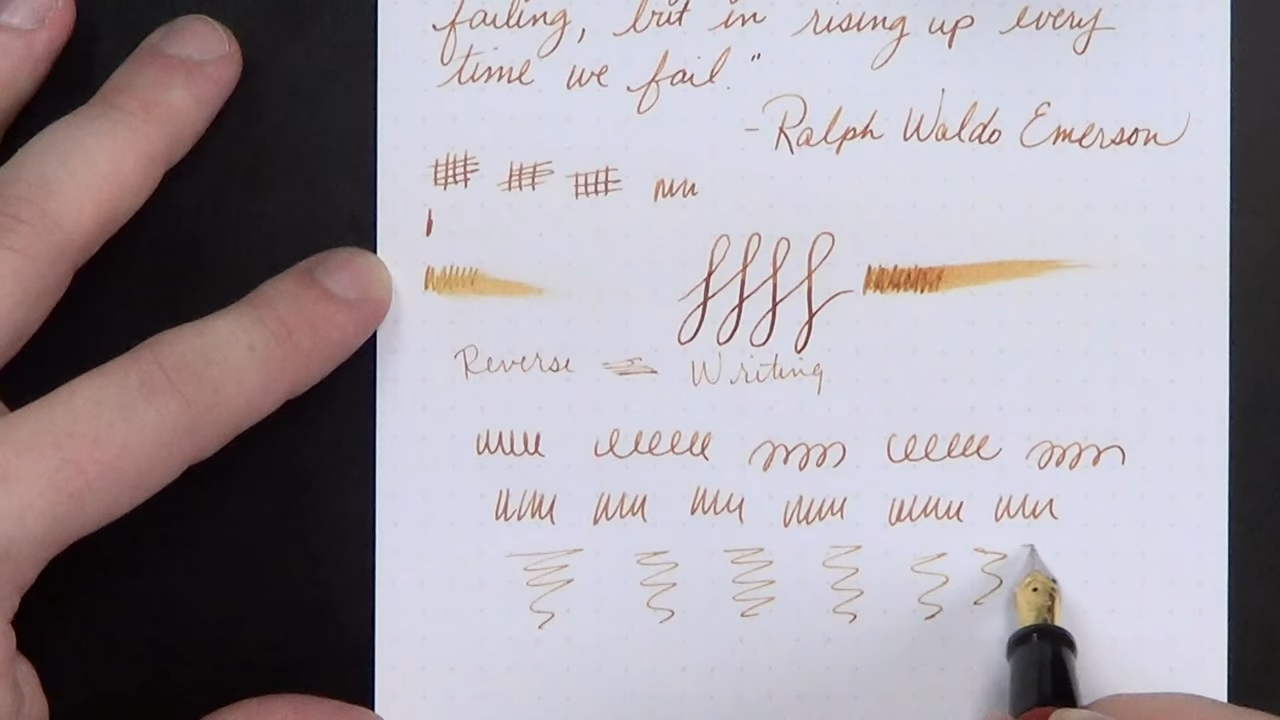 failing, but in rising up every
time we fail."
-Ralph Waldo Emerson
Reverse Writing